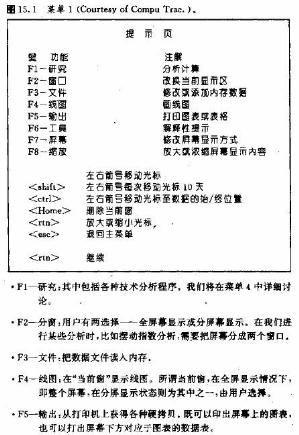 图15.1 菜单1(Courtesy of Compu Trac.)。
提示页
键 功能 注解
F1—研究 分析计算
F2—窗口 改换当前显示区
F3—文件 修改或添加内存数据
F4—线图 画线图
F5—输出 打印图表或表格
F6—工具 解释性提示
F7—屏幕 修改屏幕显示方式
F8—缩放 放大或浓缩屏幕显示内容
左右箭号移动光标
<shift> 左右箭号每次移动光标10天
<ctrl> 左右箭号移动光标至数据的始/终位置
<Home> 删除当前窗
<rtn> 放大或缩小光标
<esc> 返回主菜单
<rtn> 继续
·F1—研究:其中包括各种技术分析程序。我们将在菜单4中详细讨
论。
·F2—分窗:用户有两选择——全屏幕显示或分屏幕显示。在我们进
行某些分析时,比如摆动指数分析,需要把屏幕分成两个窗口。
·F3—文件:把数据文件读入内存。
·F4—线图:在“当前窗”显示线图。所谓当前窗,在全屏显示情况下,
即整个屏幕;在分屏显示状态则为其中之一,由用户选择。
·F5—输出:从打印机上获得各种硬拷贝,既可以印出屏幕上的图表,
也可以打出屏幕下方对应于图表的数据表。